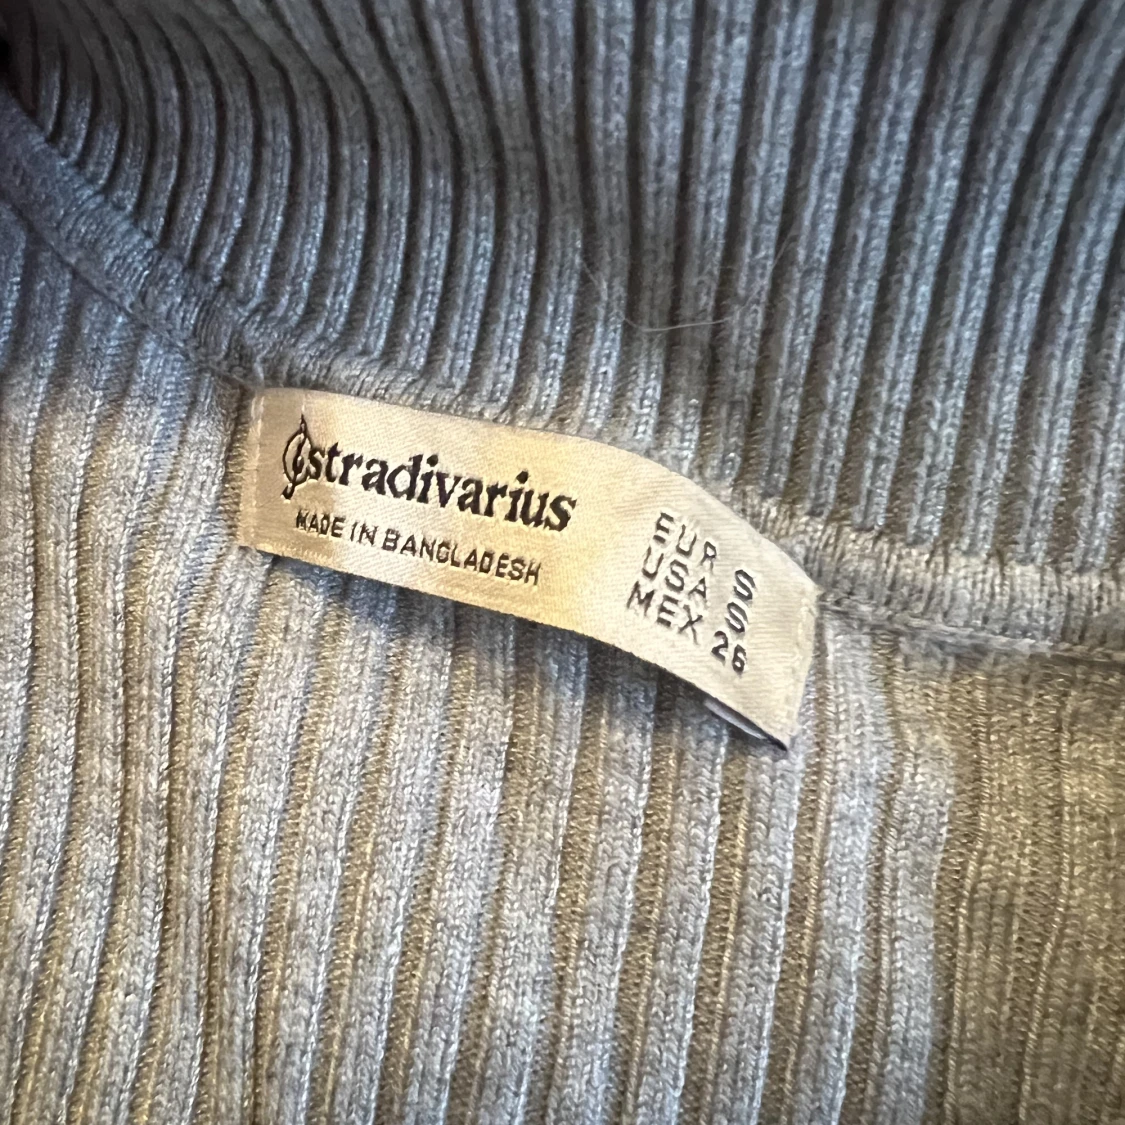 Stradivarius
MADE IN BANGLADESH
EUR S
USA S
MEX 26